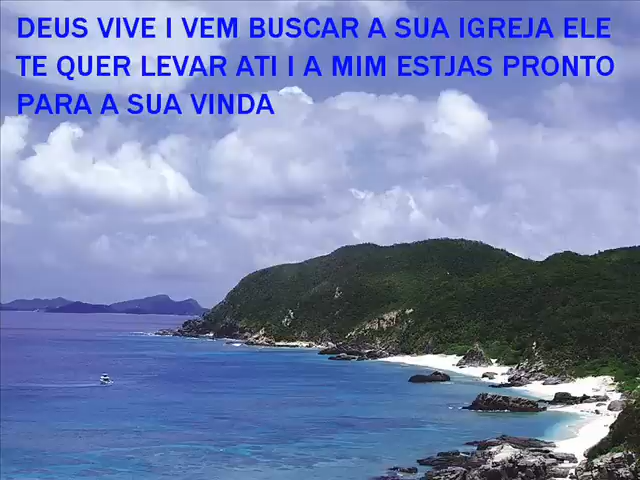 DEUS VIVE I VEM BUSCAR A SUA IGREJA ELE
TE QUER LEVAR ATI I A MIM ESTJAS PRONTO
PARA A SUA VINDA